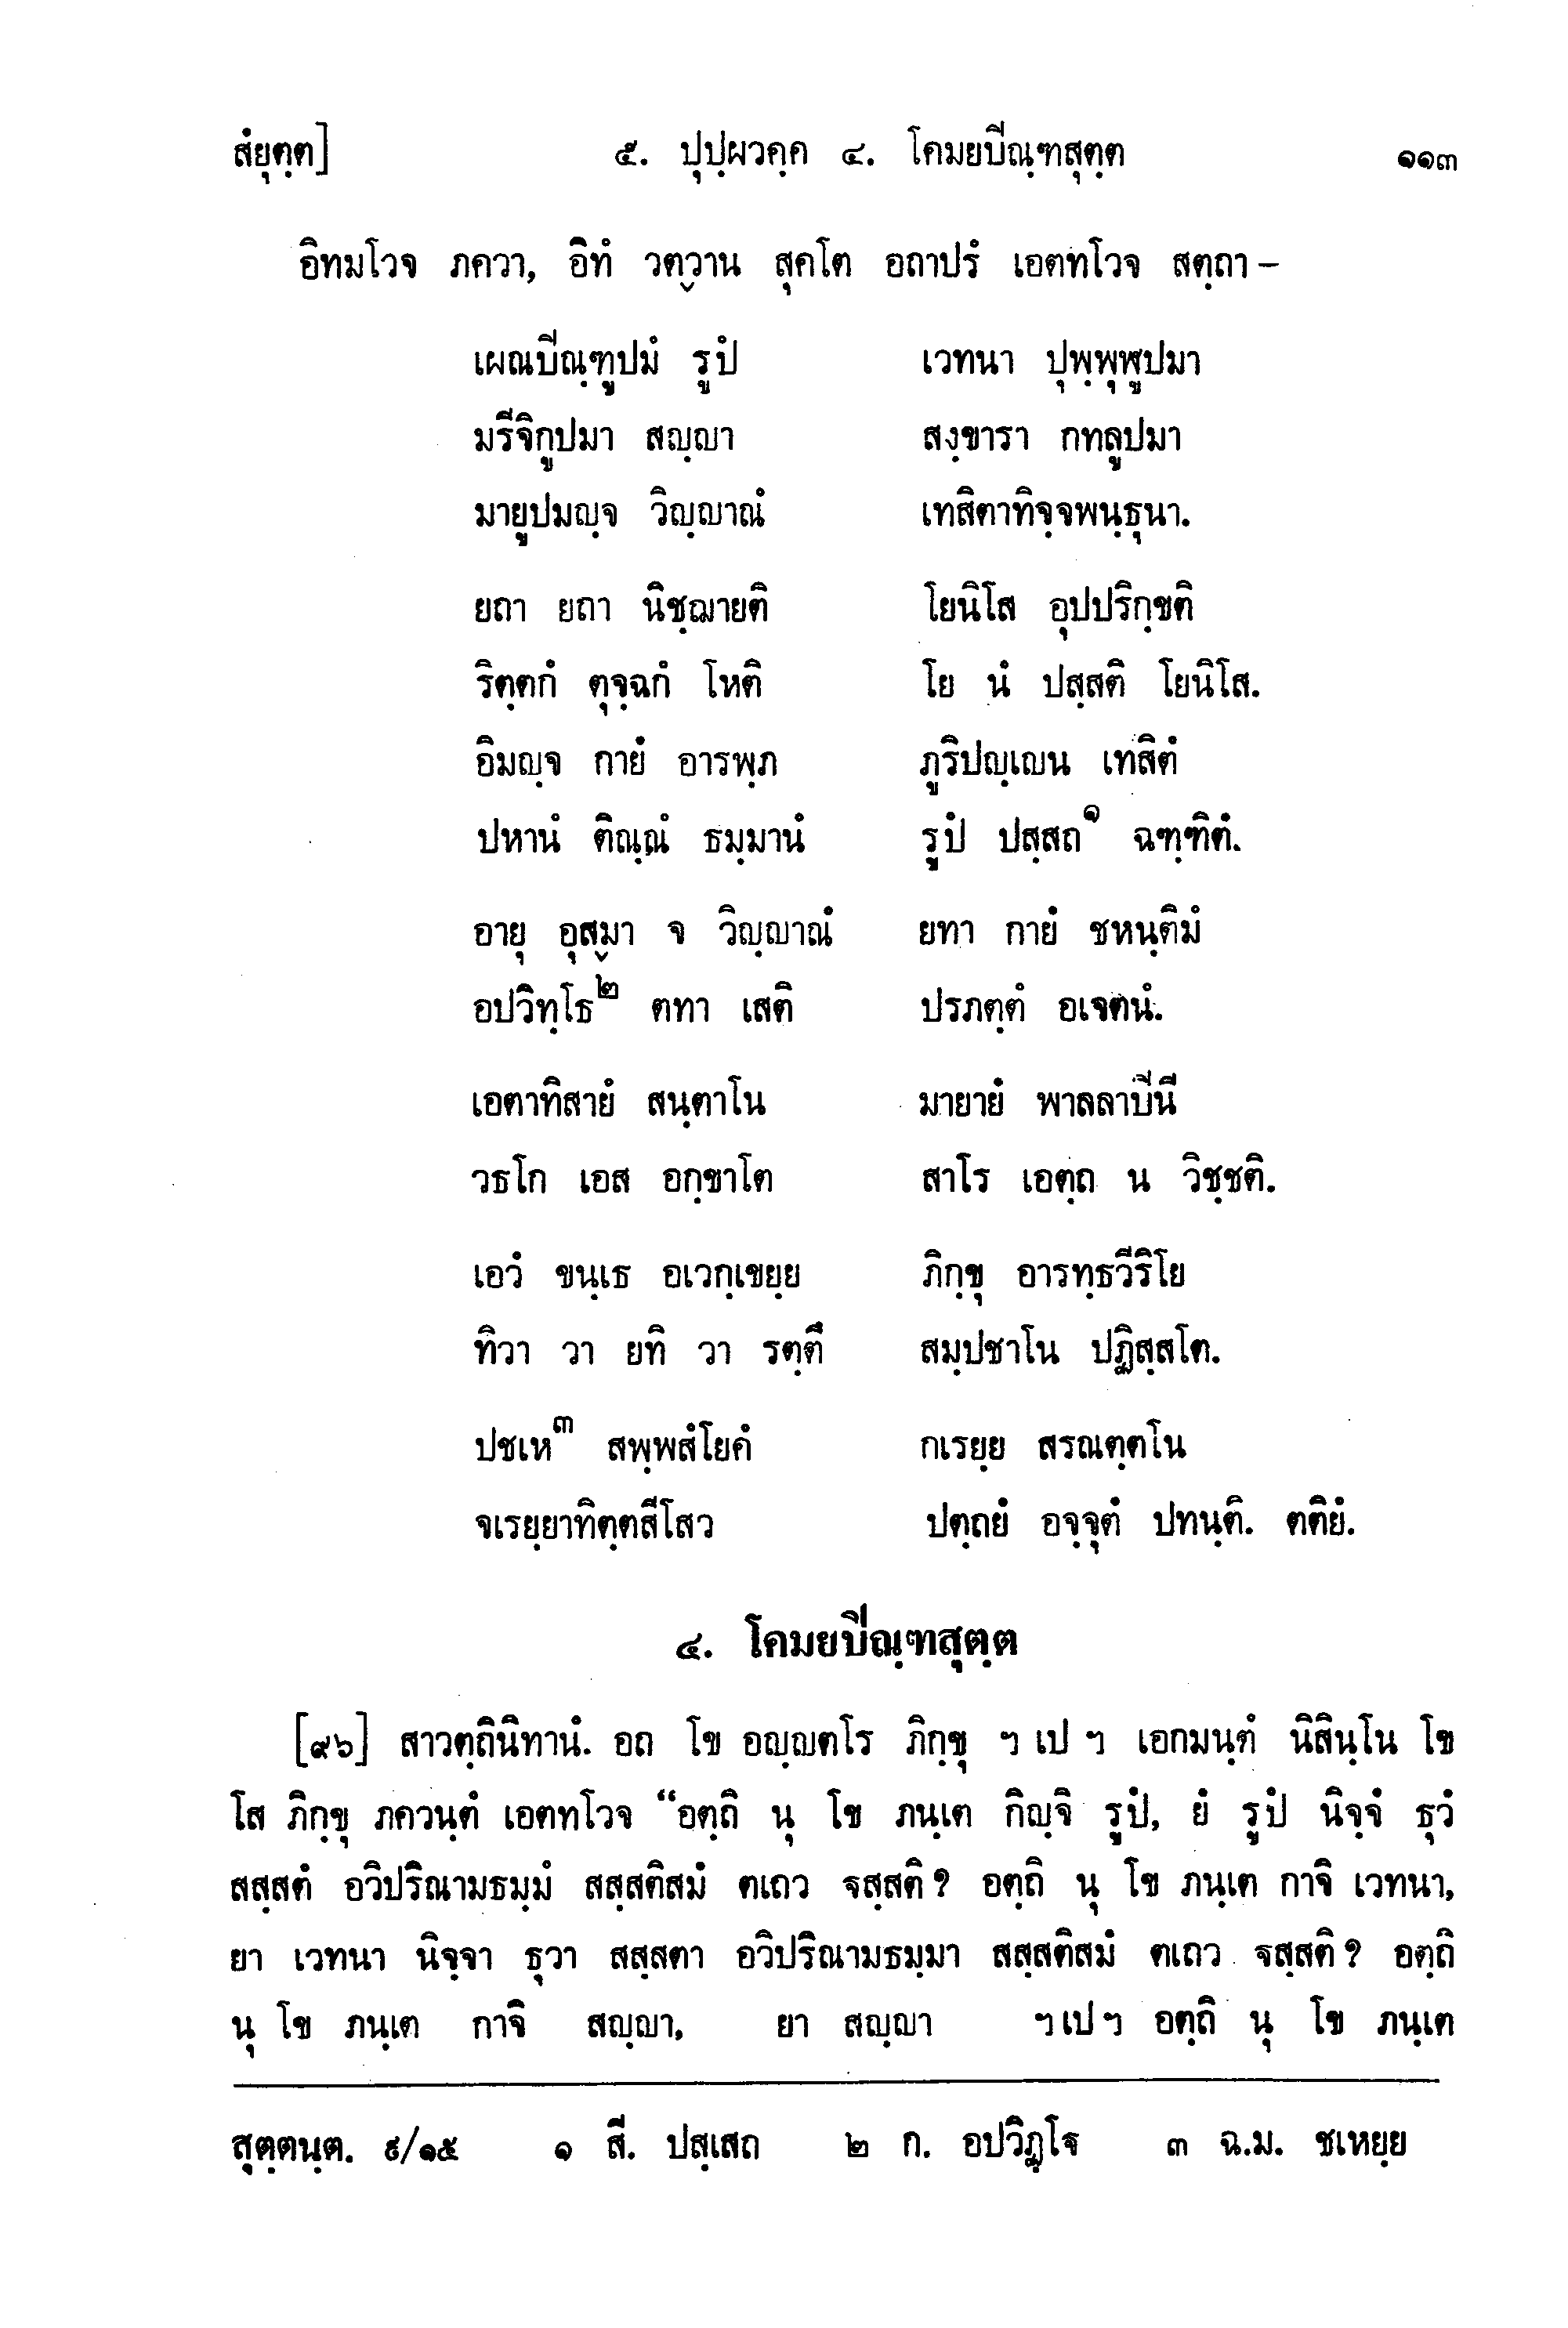 สํยุตฺต] ๕. ปุปฺผวคฺค ๔. โคมยปิณฺฑสุตฺต ๑๑๓
อิทมโวจ ภควา, อิทํ วตฺวาน สุคโต อถาปรํ เอตทโวจ สตฺถา –
เผณปิณฺฑูปมํ รูปํ เวทนา ปุพฺพุฬูปมา
มรีจิกูปมา สญฺญา สงฺขารา กทลูปมา
มายูปมญฺจ วิญฺญาณํ เทสิตาทิจฺจพนฺธุนา.
ยถา ยถา นิชฺฌายติ โยนิโส อุปปริกฺขติ
ริตฺตกํ ตุจฺฉกํ โหติ โย นํ ปสฺสติ โยนิโส.
อิมญฺจ กายํ อารพฺภ ภูริปญฺเญน เทสิตํ
ปหานํ ติณฺณํ ธมฺมานํ รูปํ ปสฺสถ๑ ฉฑฺฑิตํ.
อายุ อุสฺมา จ วิญฺญาณํ ยทา กายํ ชหนฺติมํ
อปวิทฺโธ๒ ตทา เสติ ปรภตฺตํ อเจตนํ.
เอตาทิสายํ สนฺตาโน มายายํ พาลลาปินี
วธโก เอส อกฺขาโต สาโร เอตฺถ น วิชฺชติ.
เอวํ ขนฺเธ อเวกฺเขยฺย ภิกฺขุ อารทฺธวีริโย
ทิวา วา ยทิ วา รตฺตึ สมฺปชาโน ปฏิสฺสโต.
ปชเห๓ สพฺพสํโยคํ กเรยฺย สรณตฺตโน
จเรยฺยาทิตฺตสีโสว ปตฺถยํ อจฺจุตํ ปทนฺติ. ตติยํ.
๔. โคมยปิณฺฑสุตฺต
[๙๖] สาวตฺถินิทานํ. อถ โข อญฺญตโร ภิกฺขุ ฯ เป ฯ เอกมนฺตํ นิสินฺโน โข
โส ภิกฺขุ ภควนฺตํ เอตทโวจ “อตฺถิ นุ โข ภนฺเต กิญฺจิ รูปํ, ยํ รูปํ นิจฺจํ ธุวํ
สสฺสตํ อวิปริณามธมฺมํ สสฺสติสมํ ตเถว ฐสฺสติ? อตฺถิ นุ โข ภนฺเต กาจิ เวทนา,
ยา เวทนา นิจฺจา ธุวา สสฺสตา อวิปริณามธมฺมา สสฺสติสมํ ตเถว ฐสฺสติ? อตฺถิ
นุ โข ภนฺเต กาจิ สญฺญา, ยา สญฺญา ฯ เป ฯ อตฺถิ นุ โข ภนฺเต
สุตฺตนฺต. ๙/๑๕ ๑ สี. ปสฺเสถ ๒ ก. อปวิฏฺโฐ ๓ ฉ.ม. ชเหยฺย